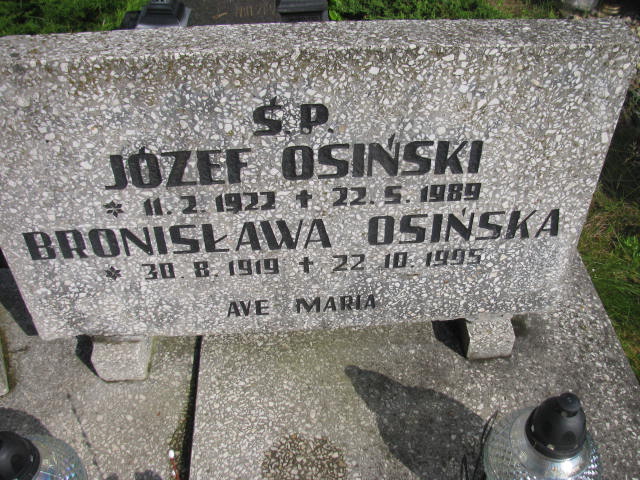 Ś.P.
JÓZEF OSIŃSKI
* 11.2.1922 + 22.5.1989
BRONISŁAWA OSIŃSKA
* 30.8.1919 + 22.10.1995
AVE MARIA